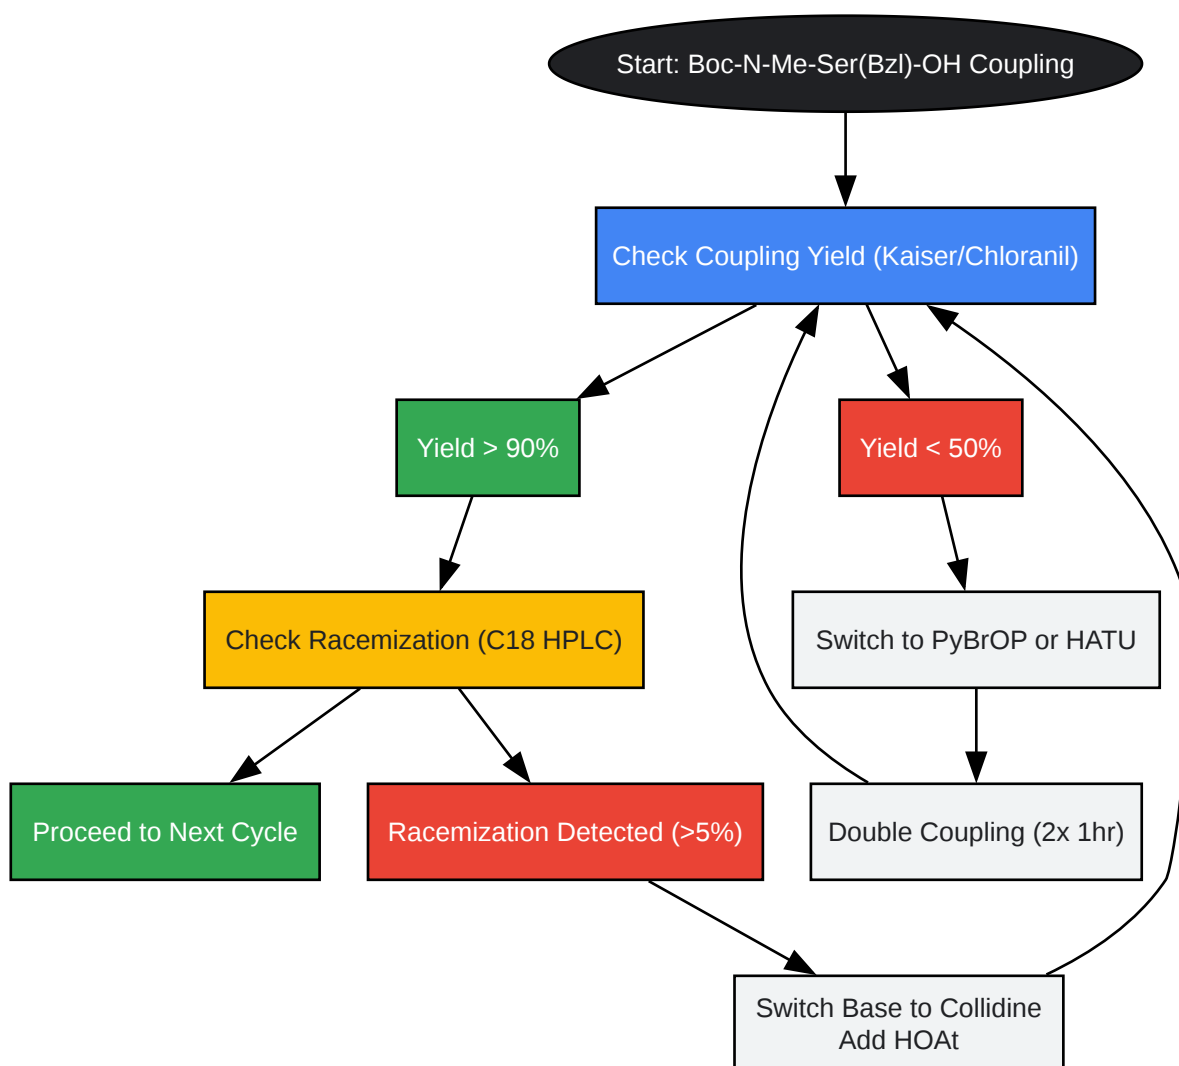 Start: Boc-N-Me-Ser(Bzl)-OH Coupling
Check Coupling Yield (Kaiser/Chloranil)
Yield > 90%
Yield < 50%
Check Racemization (C18 HPLC)
Switch to PyBrOP or HATU
Proceed to Next Cycle
Racemization Detected (>5%)
Double Coupling (2x 1hr)
Switch Base to Collidine
Add HOAt